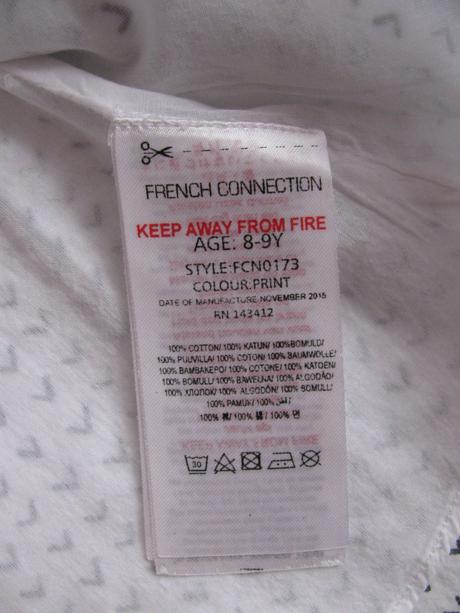 FRENCH CONNECTION
KEEP AWAY FROM FIRE
AGE: 8-9Y
STYLE:FCN0173
COLOUR:PRINT
DATE OF MANUFACTURE:NOVEMBER 2015
RN 143412
100% COTTON/ 100% KATUN/ 100%BOMULD/
100% PUUVILLA/ 100% COTON/ 100% BAUMWOLLE/
100% BAMBAKEPO/ 100% COTONE/ 100% KATOEN/
100% BOMULL/ 100% BAWEŁNA/ 100% ALGODÃO/
100% ХЛОПОК/ 100% ALGODÓN/ 100% BOMULL/
100% PAMUK/ 100%
100% 棉/ 100% 綿/ 100% 면
30